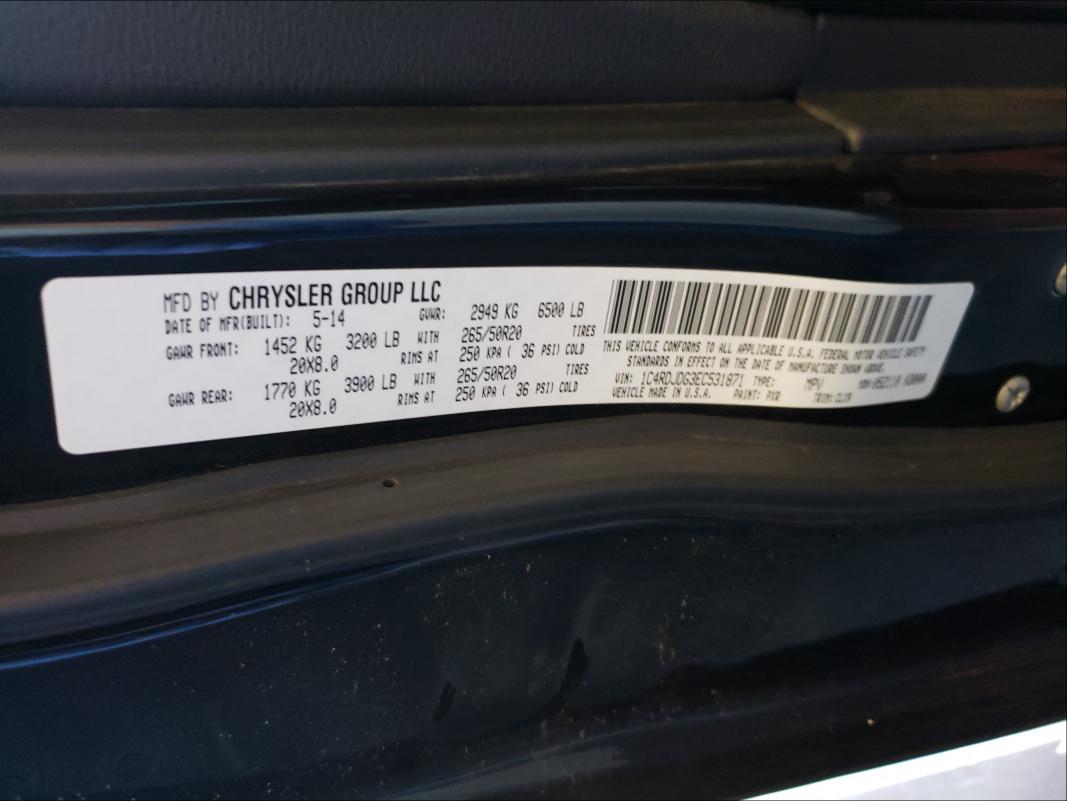 MFD BY CHRYSLER GROUP LLC
DATE OF MFR(BUILT): 5-14 GVWR: 2949 KG 6500 LB
GAWR FRONT: 1452 KG 3200 LB WITH 265/50R20 TIRES
20X8.0 RIMS AT 250 KPA ( 36 PSI) COLD
GAWR REAR: 1770 KG 3900 LB WITH 265/50R20 TIRES
20X8.0 RIMS AT 250 KPA ( 36 PSI) COLD
THIS VEHICLE CONFORMS TO ALL APPLICABLE U.S.A. FEDERAL MOTOR VEHICLE SAFETY
STANDARDS IN EFFECT ON THE DATE OF MANUFACTURE SHOWN ABOVE.
VIN: 1C4RDJDG3EC531871 TYPE: MPV MDH:
VEHICLE MADE IN U.S.A. PAINT: PXR TRIM: